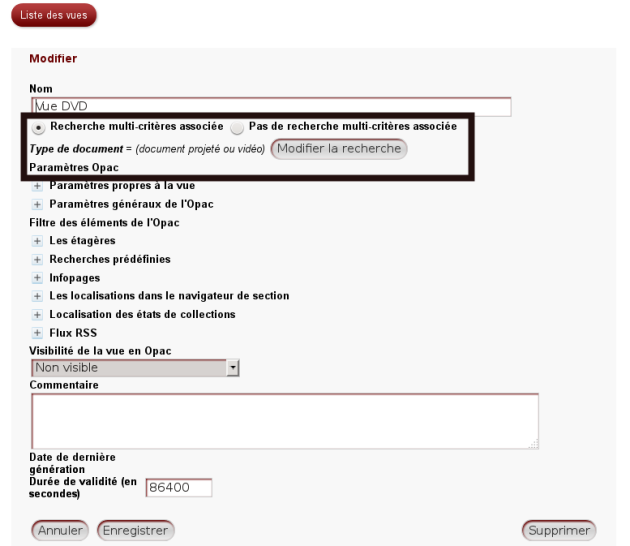 Liste des vues
Modifier
Nom
Vue DVD
Recherche multi-critères associée Pas de recherche multi-critères associée
Type de document = (document projeté ou vidéo) Modifier la recherche
Paramètres Opac
+ Paramètres propres à la vue
+ Paramètres généraux de l'Opac
Filtre des éléments de l'Opac
+ Les étagères
+ Recherches prédéfinies
+ Infopages
+ Les localisations dans le navigateur de section
+ Localisation des états de collections
+ Flux RSS
Visibilité de la vue en Opac
Non visible
Commentaire
Date de dernière
génération
Durée de validité (en
secondes) 86400
Annuler Enregistrer Supprimer